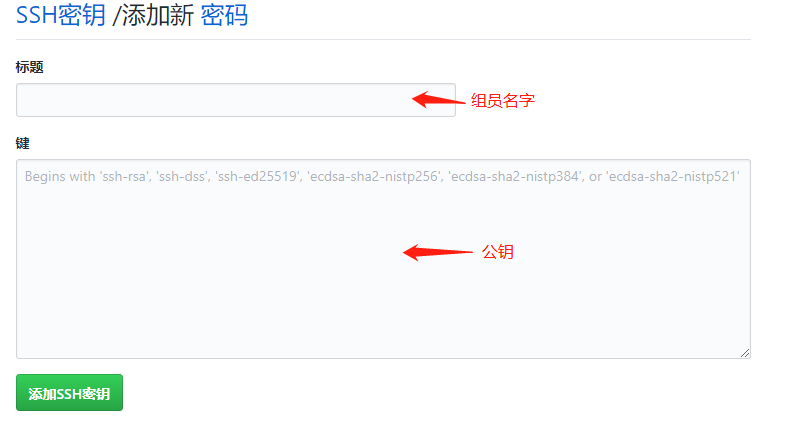 SSH密钥 /添加新 密码
标题
组员名字
键
Begins with 'ssh-rsa', 'ssh-dss', 'ssh-ed25519', 'ecdsa-sha2-nistp256', 'ecdsa-sha2-nistp384', or 'ecdsa-sha2-nistp521'
公钥
添加SSH密钥